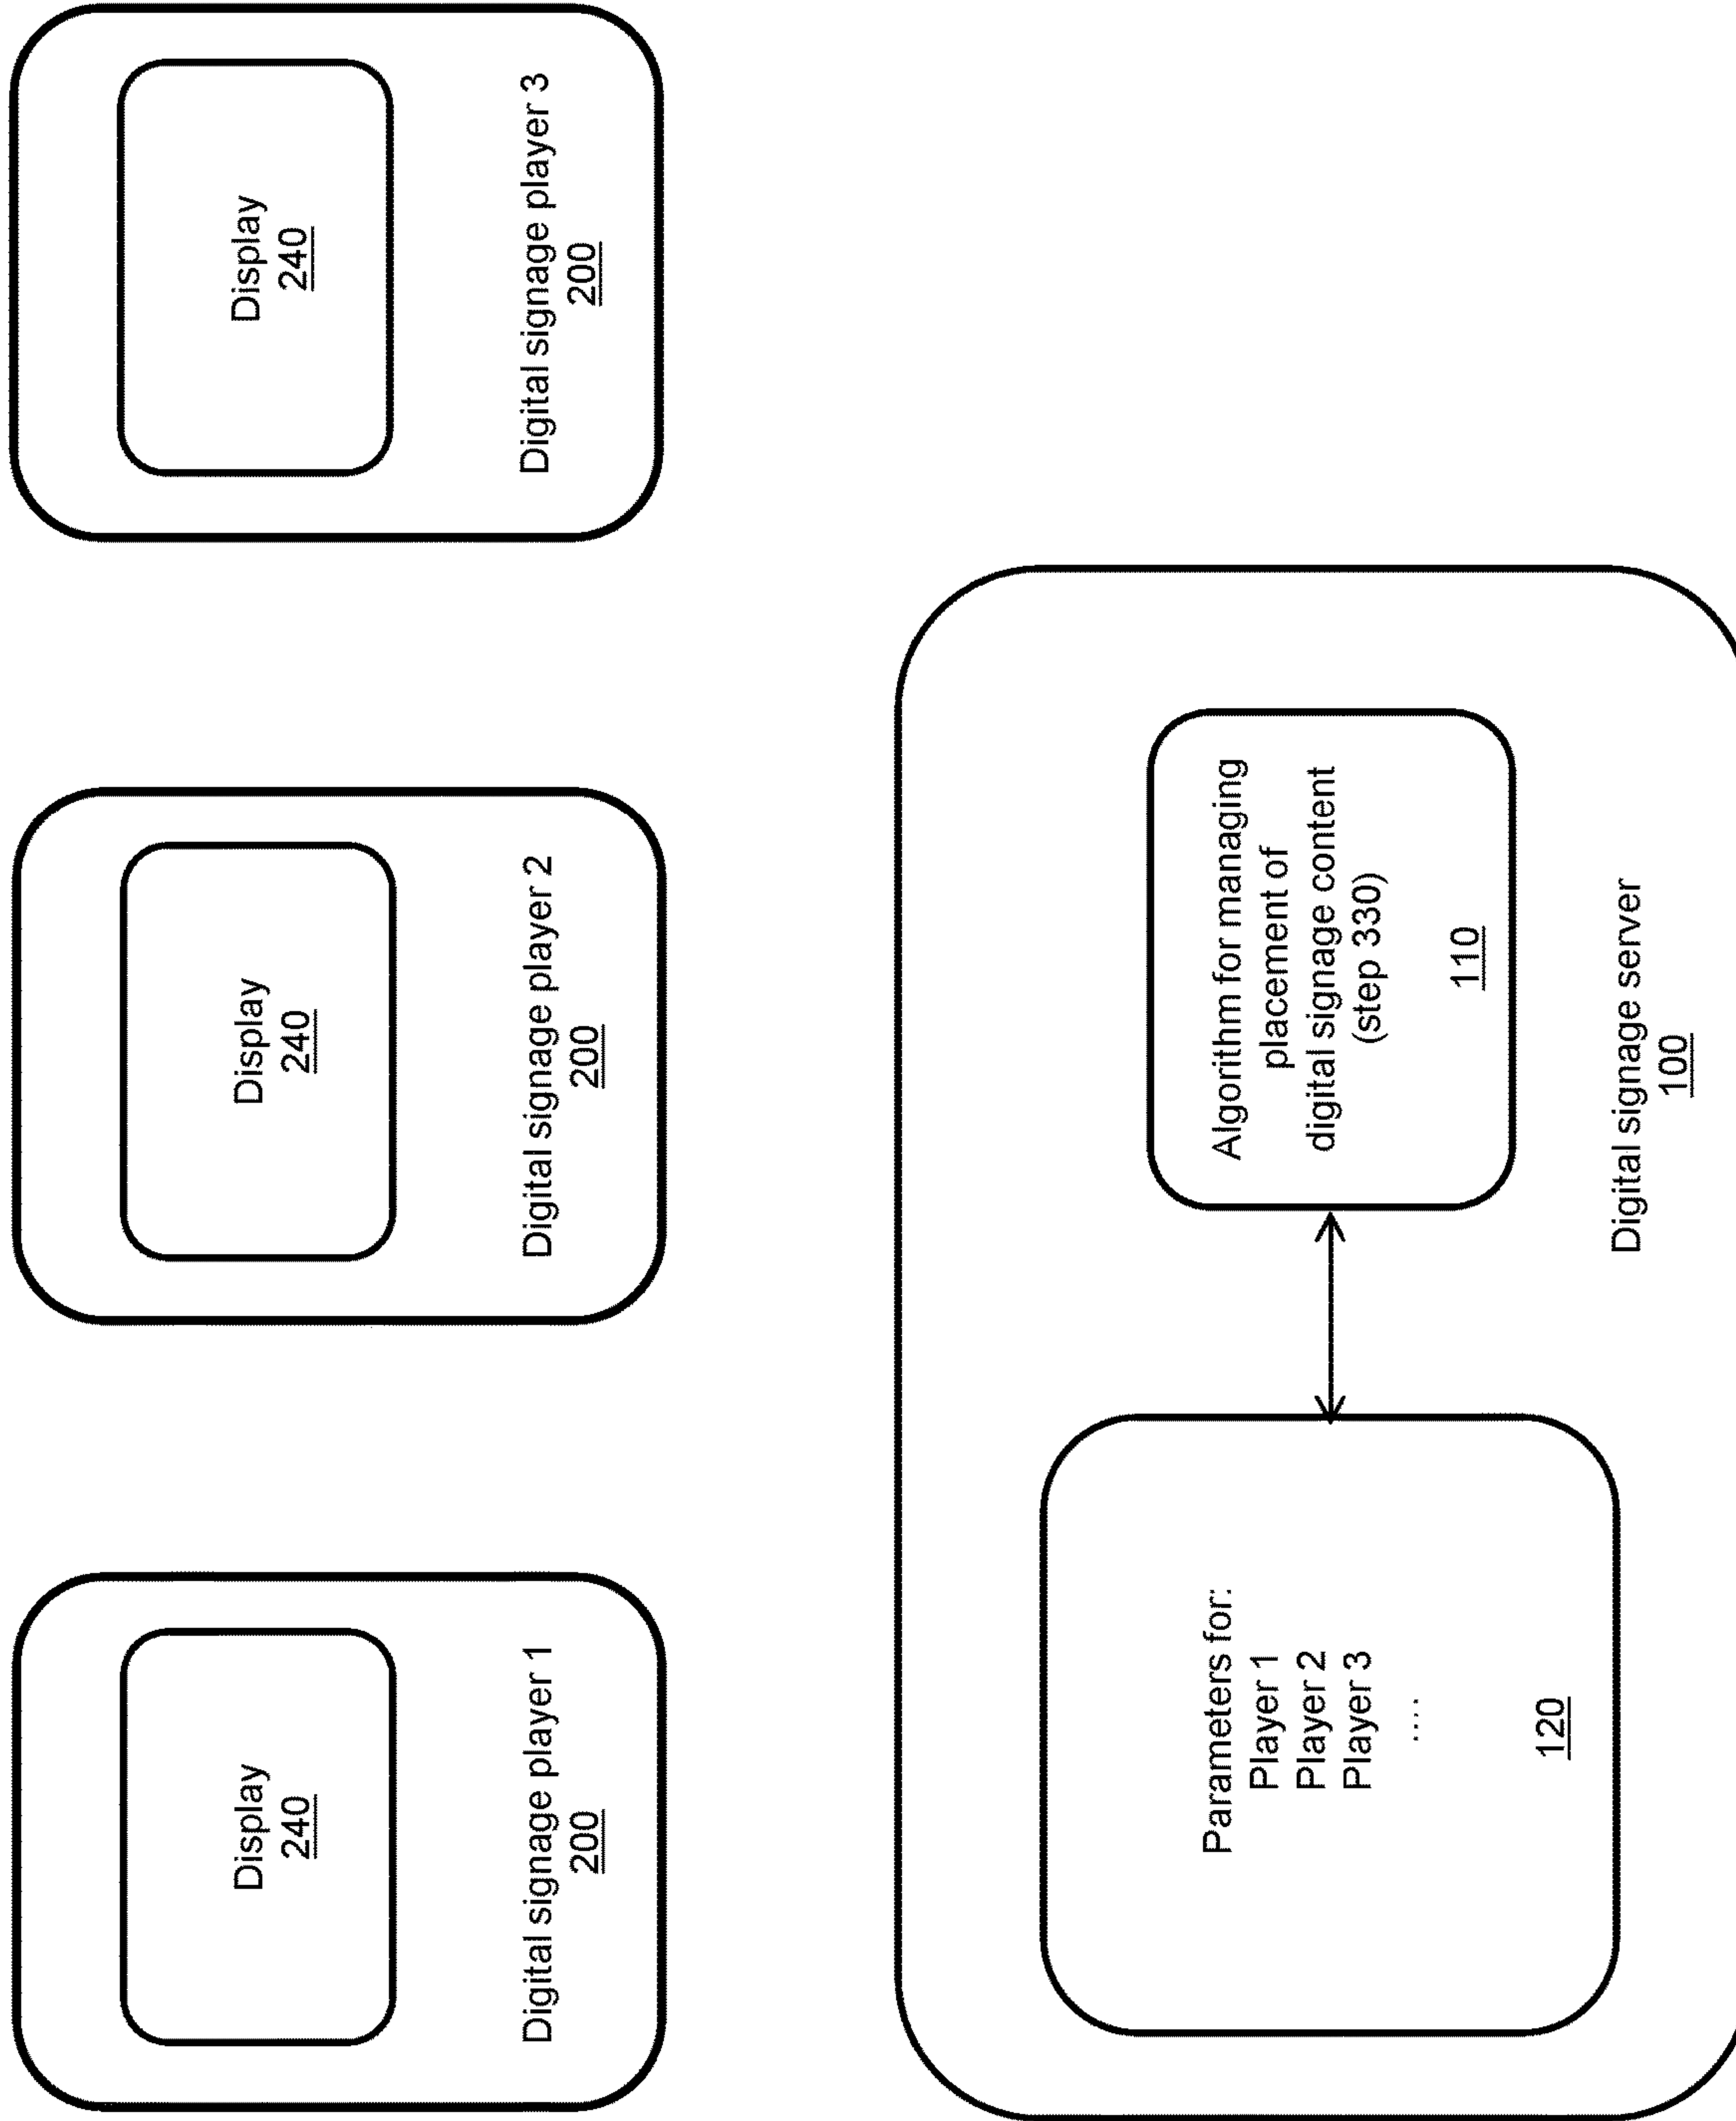 Display
240
Digital signage player 1
200
Display
240
Digital signage player 2
200
Display
240
Digital signage player 3
200
Parameters for:
Player 1
Player 2
Player 3
....
120
Algorithm for managing
placement of
digital signage content
(step 330)
110
Digital signage server
100